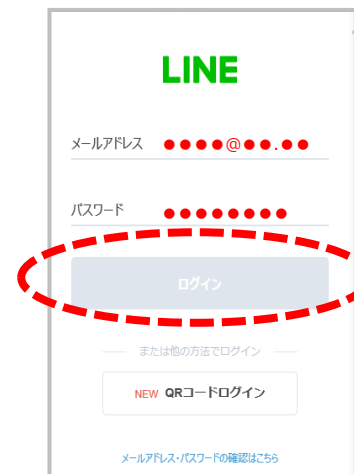 LINE
メールアドレス ●●●●@●●.●●
パスワード ●●●●●●●●
ログイン
または他の方法でログイン
NEW QRコードログイン
メールアドレス・パスワードの確認はこちら